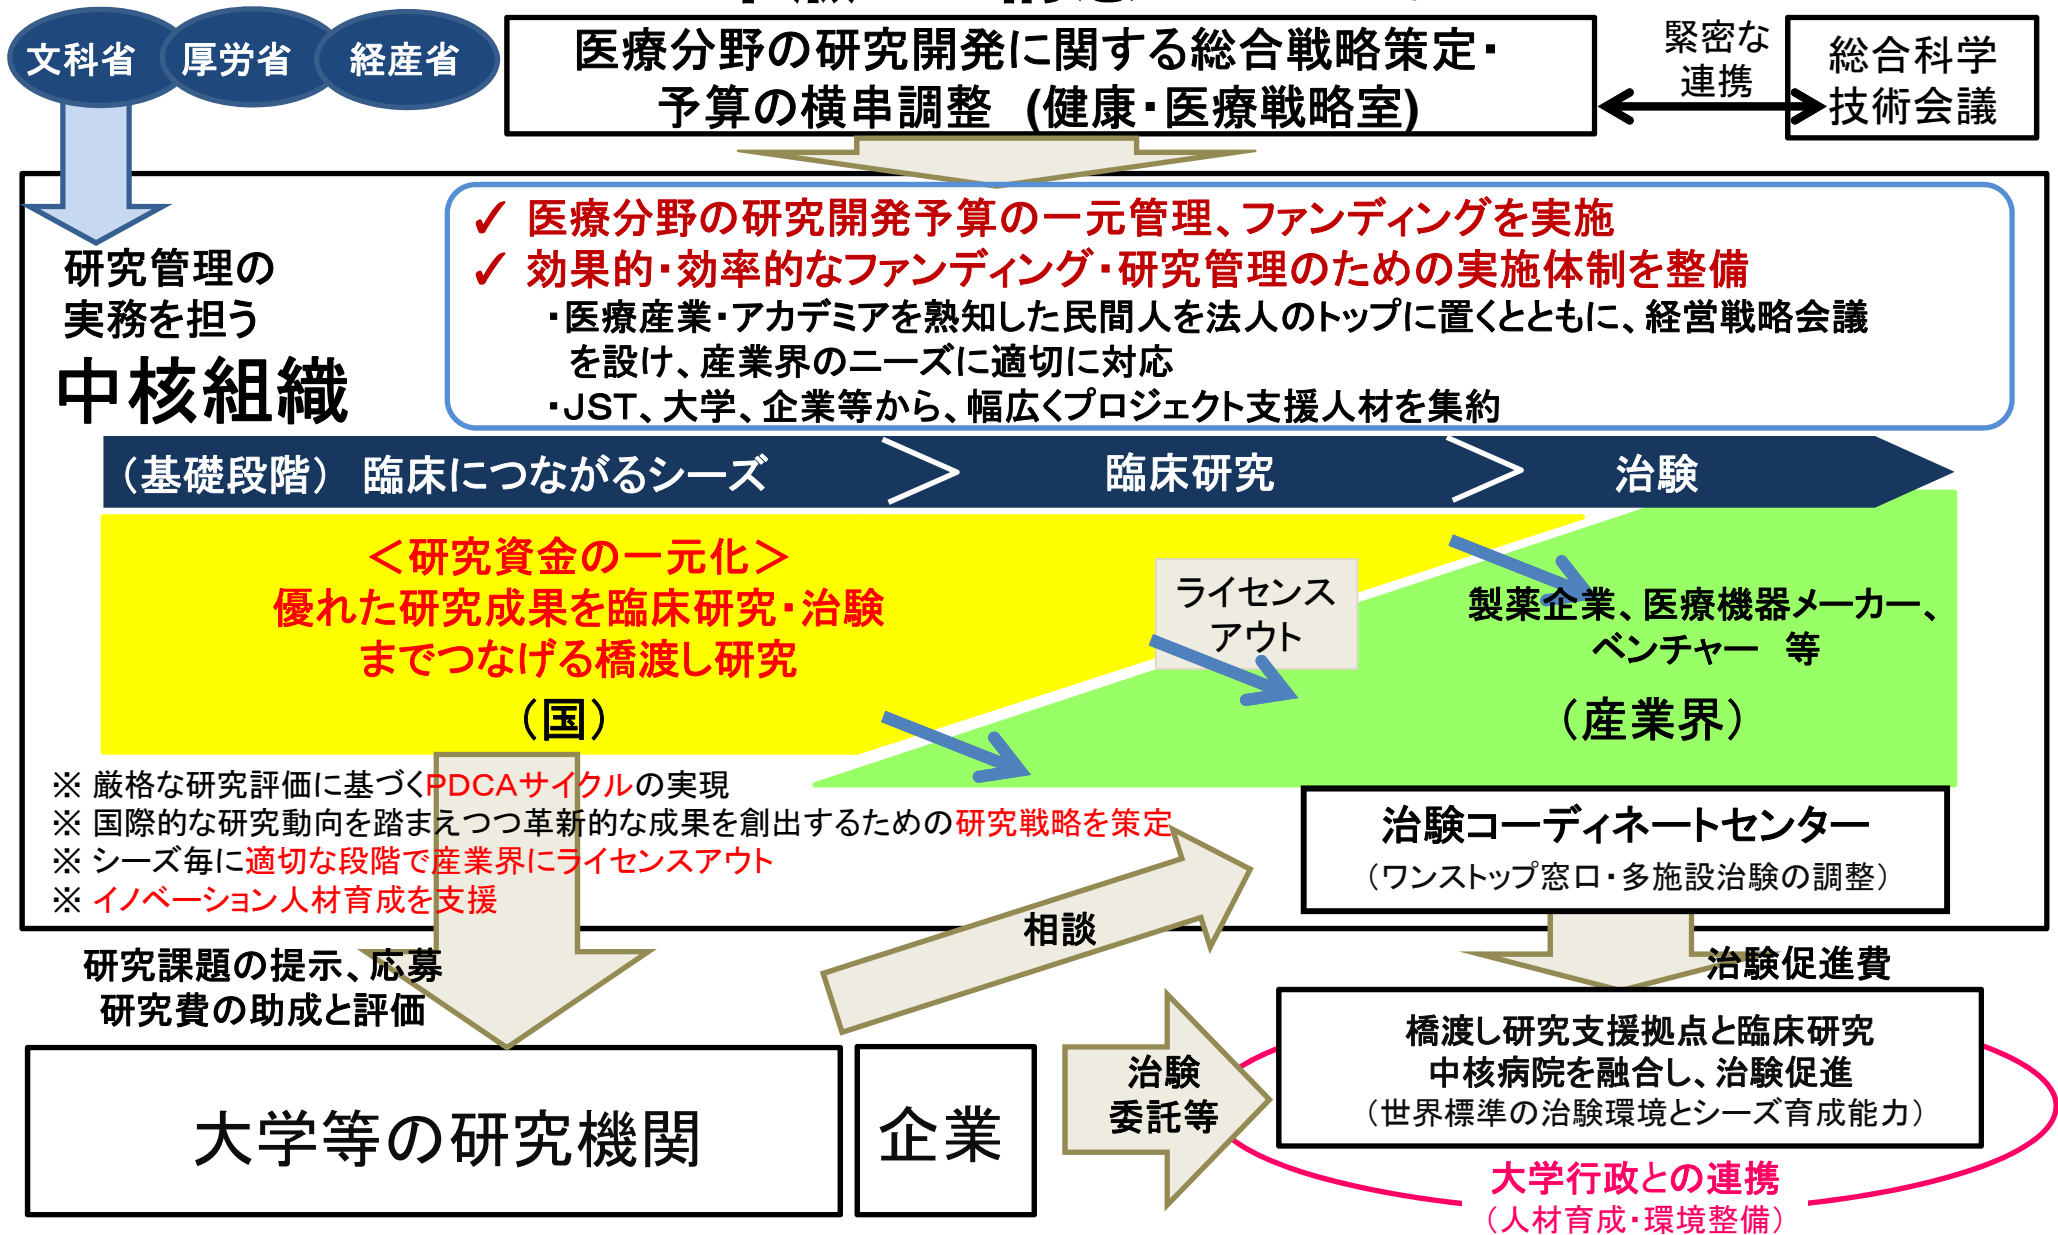 文科省
厚労省
経産省
医療分野の研究開発に関する総合戦略策定・
予算の横串調整 (健康・医療戦略室)
緊密な
連携
総合科学
技術会議
研究管理の
実務を担う
中核組織
✓ 医療分野の研究開発予算の一元管理、ファンディングを実施
✓ 効果的・効率的なファンディング・研究管理のための実施体制を整備
・医療産業・アカデミアを熟知した民間人を法人のトップに置くとともに、経営戦略会議
を設け、産業界のニーズに適切に対応
・JST、大学、企業等から、幅広くプロジェクト支援人材を集約
（基礎段階） 臨床につながるシーズ
臨床研究
治験
＜研究資金の一元化＞
優れた研究成果を臨床研究・治験
までつなげる橋渡し研究
（国）
ライセンス
アウト
製薬企業、医療機器メーカー、
ベンチャー 等
（産業界）
※ 厳格な研究評価に基づくPDCAサイクルの実現
※ 国際的な研究動向を踏まえつつ革新的な成果を創出するための研究戦略を策定
※ シーズ毎に適切な段階で産業界にライセンスアウト
※ イノベーション人材育成を支援
治験コーディネートセンター
（ワンストップ窓口・多施設治験の調整）
相談
研究課題の提示、応募
研究費の助成と評価
治験促進費
大学等の研究機関
企業
治験
委託等
橋渡し研究支援拠点と臨床研究
中核病院を融合し、治験促進
（世界標準の治験環境とシーズ育成能力）
大学行政との連携
（人材育成・環境整備）